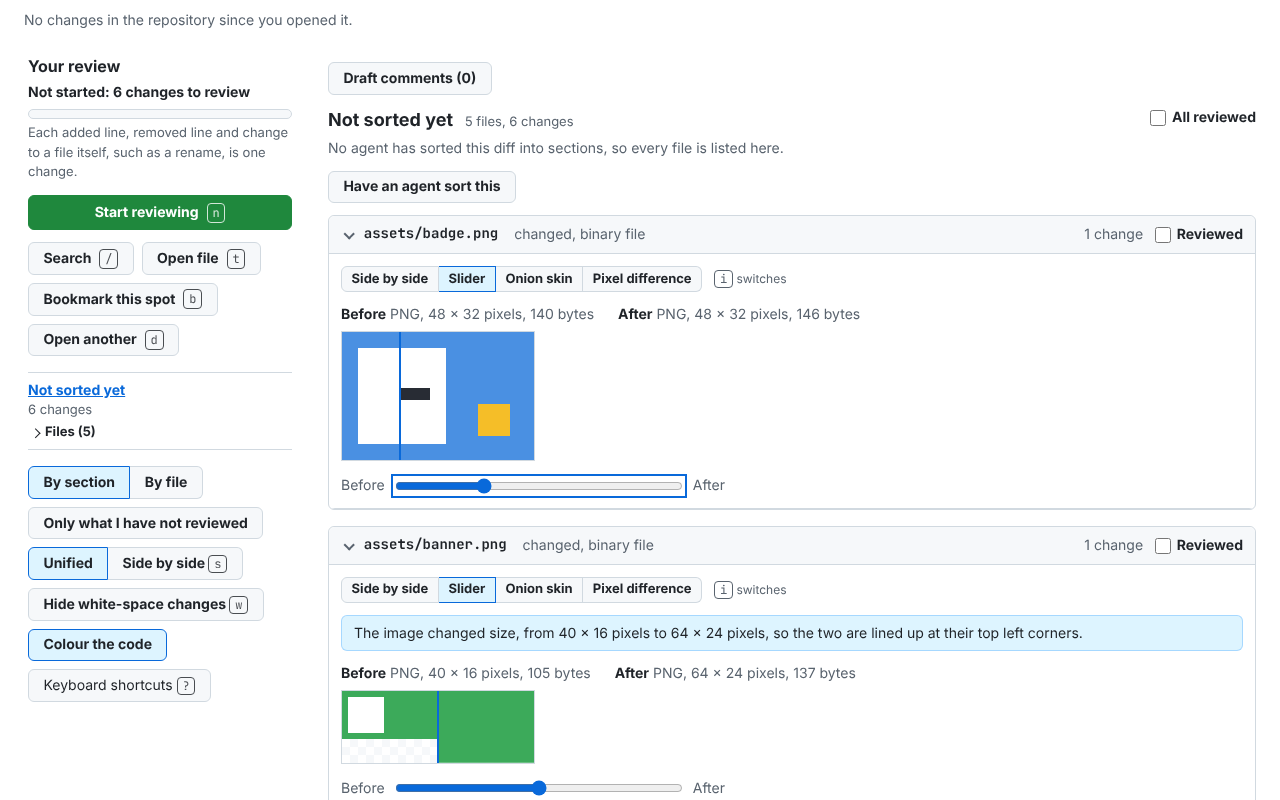 No changes in the repository since you opened it.
Your review
Not started: 6 changes to review
Each added line, removed line and change
to a file itself, such as a rename, is one
change.
Start reviewing n
Search /
Open file t
Bookmark this spot b
Open another d
Not sorted yet
6 changes
Files (5)
By section
By file
Only what I have not reviewed
Unified
Side by side s
Hide white-space changes w
Colour the code
Keyboard shortcuts ?
Draft comments (0)
Not sorted yet 5 files, 6 changes
All reviewed
No agent has sorted this diff into sections, so every file is listed here.
Have an agent sort this
assets/badge.png changed, binary file
1 change Reviewed
Side by side Slider Onion skin Pixel difference i switches
Before PNG, 48 × 32 pixels, 140 bytes After PNG, 48 × 32 pixels, 146 bytes
Before After
assets/banner.png changed, binary file
1 change Reviewed
Side by side Slider Onion skin Pixel difference i switches
The image changed size, from 40 × 16 pixels to 64 × 24 pixels, so the two are lined up at their top left corners.
Before PNG, 40 × 16 pixels, 105 bytes After PNG, 64 × 24 pixels, 137 bytes
Before After